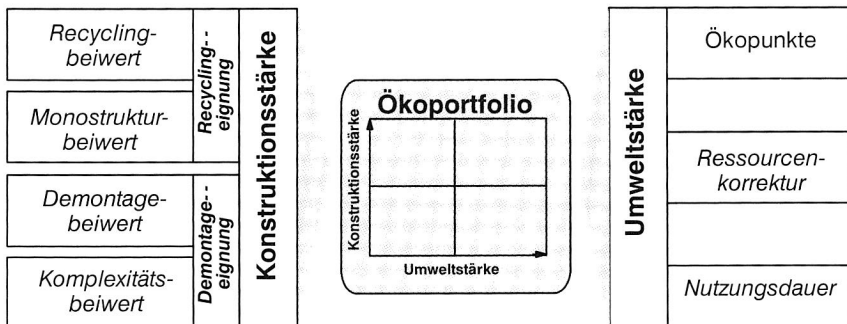 Recycling-
beiwert
Monostruktur-
beiwert
Demontage-
beiwert
Komplexitäts-
beiwert
Recycling--
eignung
Demontage--
eignung
Konstruktionsstärke
Ökoportfolio
Konstruktionsstärke
Umweltstärke
Umweltstärke
Ökopunkte
Ressourcen-
korrektur
Nutzungsdauer